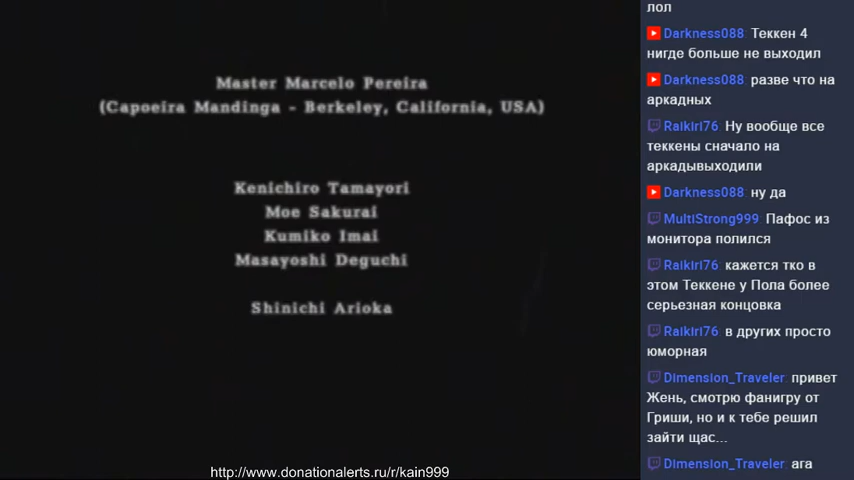 Master Marcelo Pereira
(Capoeira Mandinga - Berkeley, California, USA)
Kenichiro Tamayori
Moe Sakurai
Kumiko Imai
Masayoshi Deguchi
Shinichi Arioka
http://www.donationalerts.ru/r/kain999
лол
Darkness088: Теккен 4
нигде больше не выходил
Darkness088: разве что на
аркадных
Raikiri76: Ну вообще все
теккены сначало на
аркадывыходили
Darkness088: ну да
MultiStrong999: Пафос из
монитора полился
Raikiri76: кажется тко в
этом Теккене у Пола более
серьезная концовка
Raikiri76: в других просто
юморная
Dimension_Traveler: привет
Жень, смотрю фанигру от
Гриши, но и к тебе решил
зайти щас...
Dimension_Traveler: ага